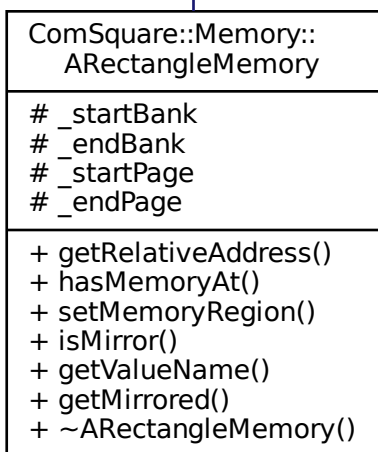 ComSquare::Memory::
ARectangleMemory
# _startBank
# _endBank
# _startPage
# _endPage
+ getRelativeAddress()
+ hasMemoryAt()
+ setMemoryRegion()
+ isMirror()
+ getValueName()
+ getMirrored()
+ ~ARectangleMemory()